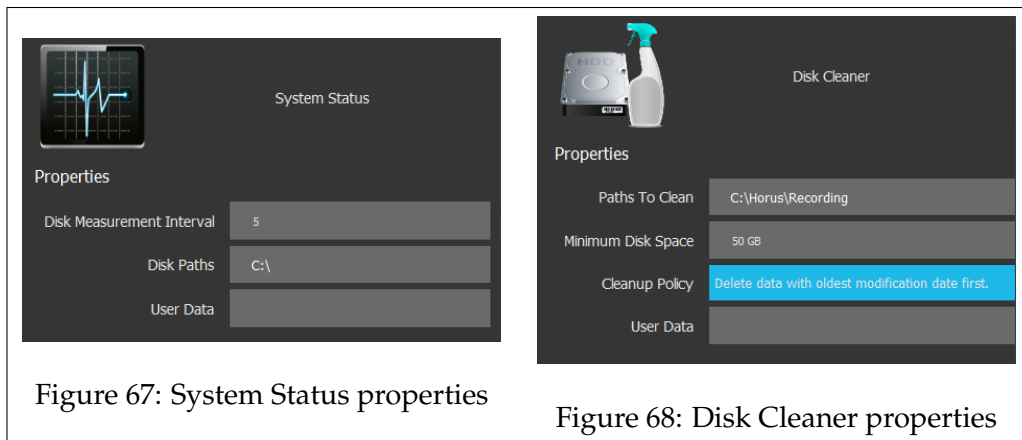 System Status
Properties
Disk Measurement Interval 5
Disk Paths C:\
User Data
Figure 67: System Status properties
HDD
Disk Cleaner
Properties
Paths To Clean C:\Horus\Recording
Minimum Disk Space 50 GB
Cleanup Policy Delete data with oldest modification date first.
User Data
Figure 68: Disk Cleaner properties